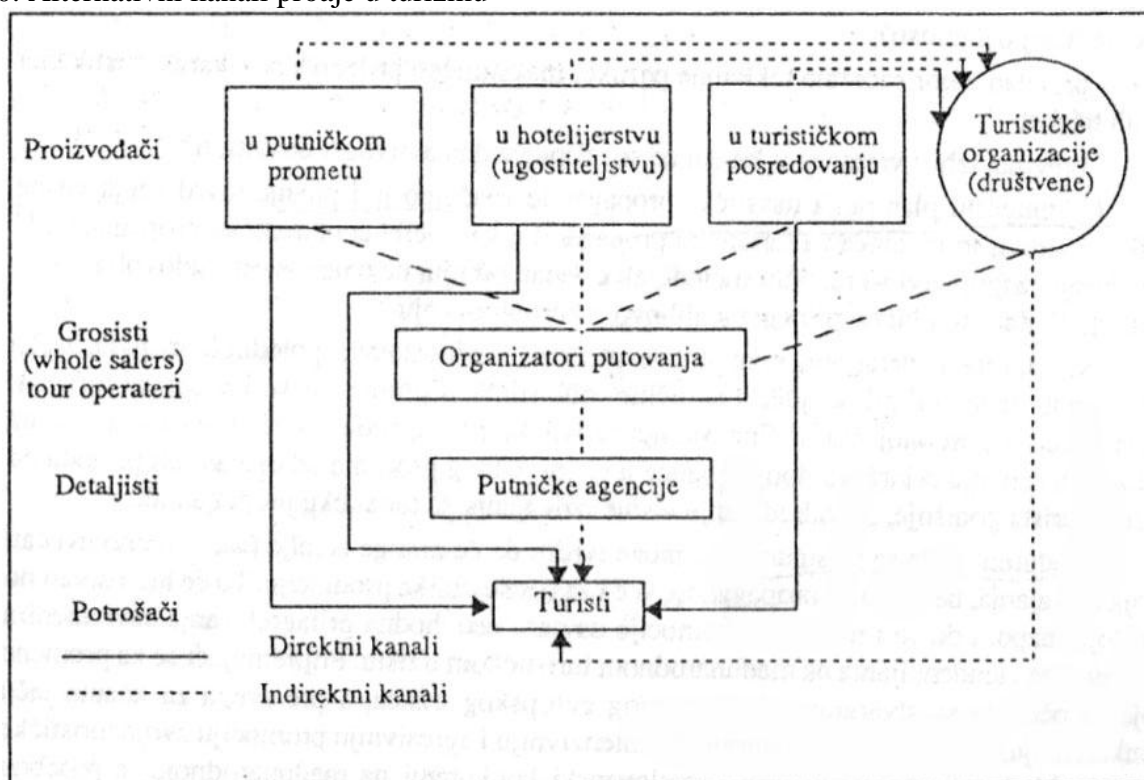 6. Alternativni kanali prodaje u turizmu
Proizvođači
u putničkom
prometu
u hotelijerstvu
(ugostiteljstvu)
u turističkom
posredovanju
Turističke
organizacije
(društvene)
Grosisti
(whole salers)
tour operateri
Organizatori putovanja
Detaljisti
Putničke agencije
Potrošači
Turisti
Direktni kanali
Indirektni kanali